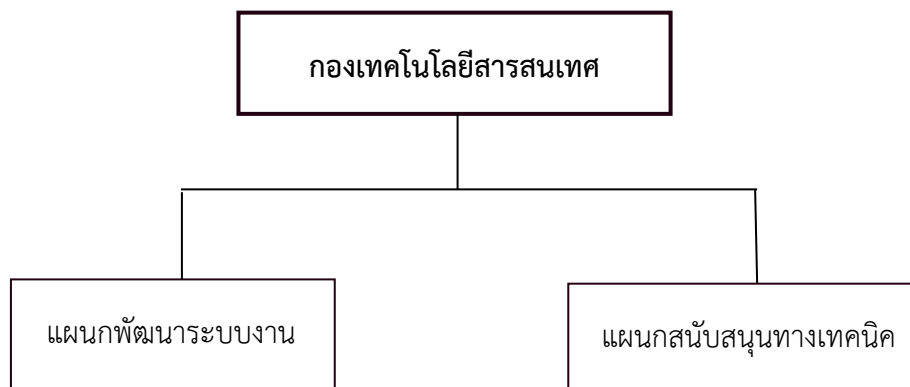 กองเทคโนโลยีสารสนเทศ
แผนกพัฒนาระบบงาน
แผนกสนับสนุนทางเทคนิค